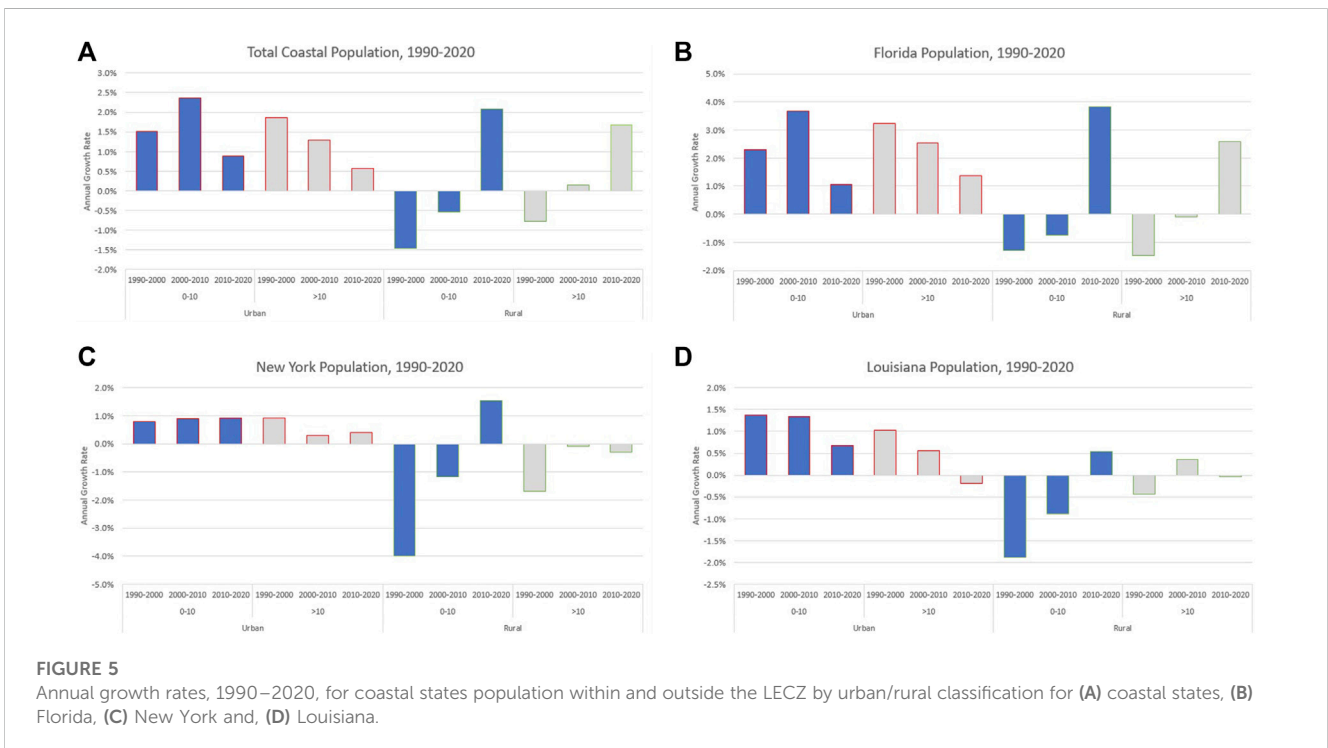 A
Total Coastal Population, 1990-2020
3.0%
2.5%
2.0%
1.5%
1.0%
0.5%
0.0%
-0.5%
-1.0%
-1.5%
-2.0%
Annual Growth Rate
1990-2000 2000-2010 2010-2020 1990-2000 2000-2010 2010-2020 1990-2000 2000-2010 2010-2020 1990-2000 2000-2010 2010-2020
0-10 >10 0-10 >10
Urban Rural
B
Florida Population, 1990-2020
5.0%
4.0%
3.0%
2.0%
1.0%
0.0%
-1.0%
-2.0%
Annual Growth Rate
1990-2000 2000-2010 2010-2020 1990-2000 2000-2010 2010-2020 1990-2000 2000-2010 2010-2020 1990-2000 2000-2010 2010-2020
0-10 >10 0-10 >10
Urban Rural
C
New York Population, 1990-2020
2.0%
1.0%
0.0%
-1.0%
-2.0%
-3.0%
-4.0%
-5.0%
Annual Growth Rate
1990-2000 2000-2010 2010-2020 1990-2000 2000-2010 2010-2020 1990-2000 2000-2010 2010-2020 1990-2000 2000-2010 2010-2020
0-10 >10 0-10 >10
Urban Rural
D
Louisiana Population, 1990-2020
2.0%
1.5%
1.0%
0.5%
0.0%
-0.5%
-1.0%
-1.5%
-2.0%
-2.5%
Annual Growth Rate
1990-2000 2000-2010 2010-2020 1990-2000 2000-2010 2010-2020 1990-2000 2000-2010 2010-2020 1990-2000 2000-2010 2010-2020
0-10 >10 0-10 >10
Urban Rural
FIGURE 5
Annual growth rates, 1990–2020, for coastal states population within and outside the LECZ by urban/rural classification for (A) coastal states, (B)
Florida, (C) New York and, (D) Louisiana.